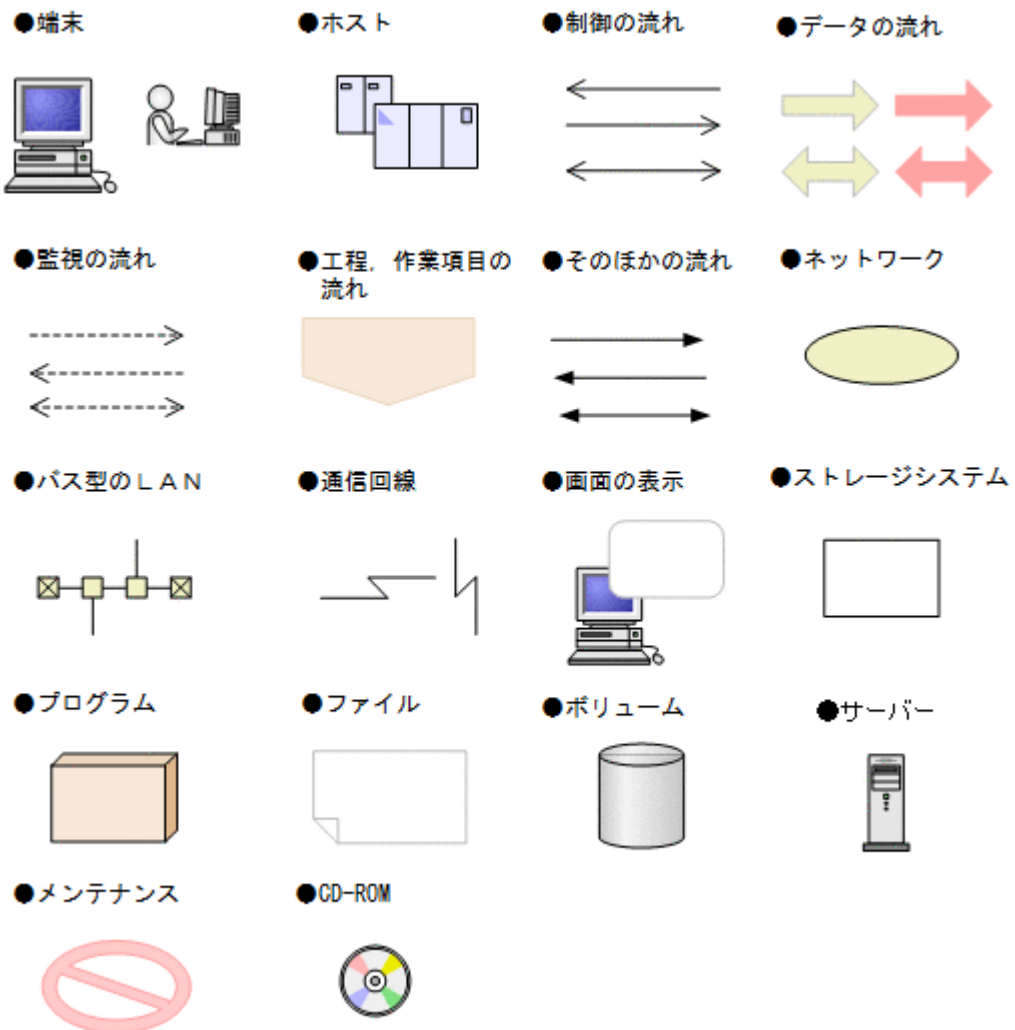 ●端末
●ホスト
●制御の流れ
●データの流れ
●監視の流れ
●工程，作業項目の
流れ
●そのほかの流れ
●ネットワーク
●バス型のＬＡＮ
●通信回線
●画面の表示
●ストレージシステム
●プログラム
●ファイル
●ボリューム
●サーバー
●メンテナンス
●CD-ROM